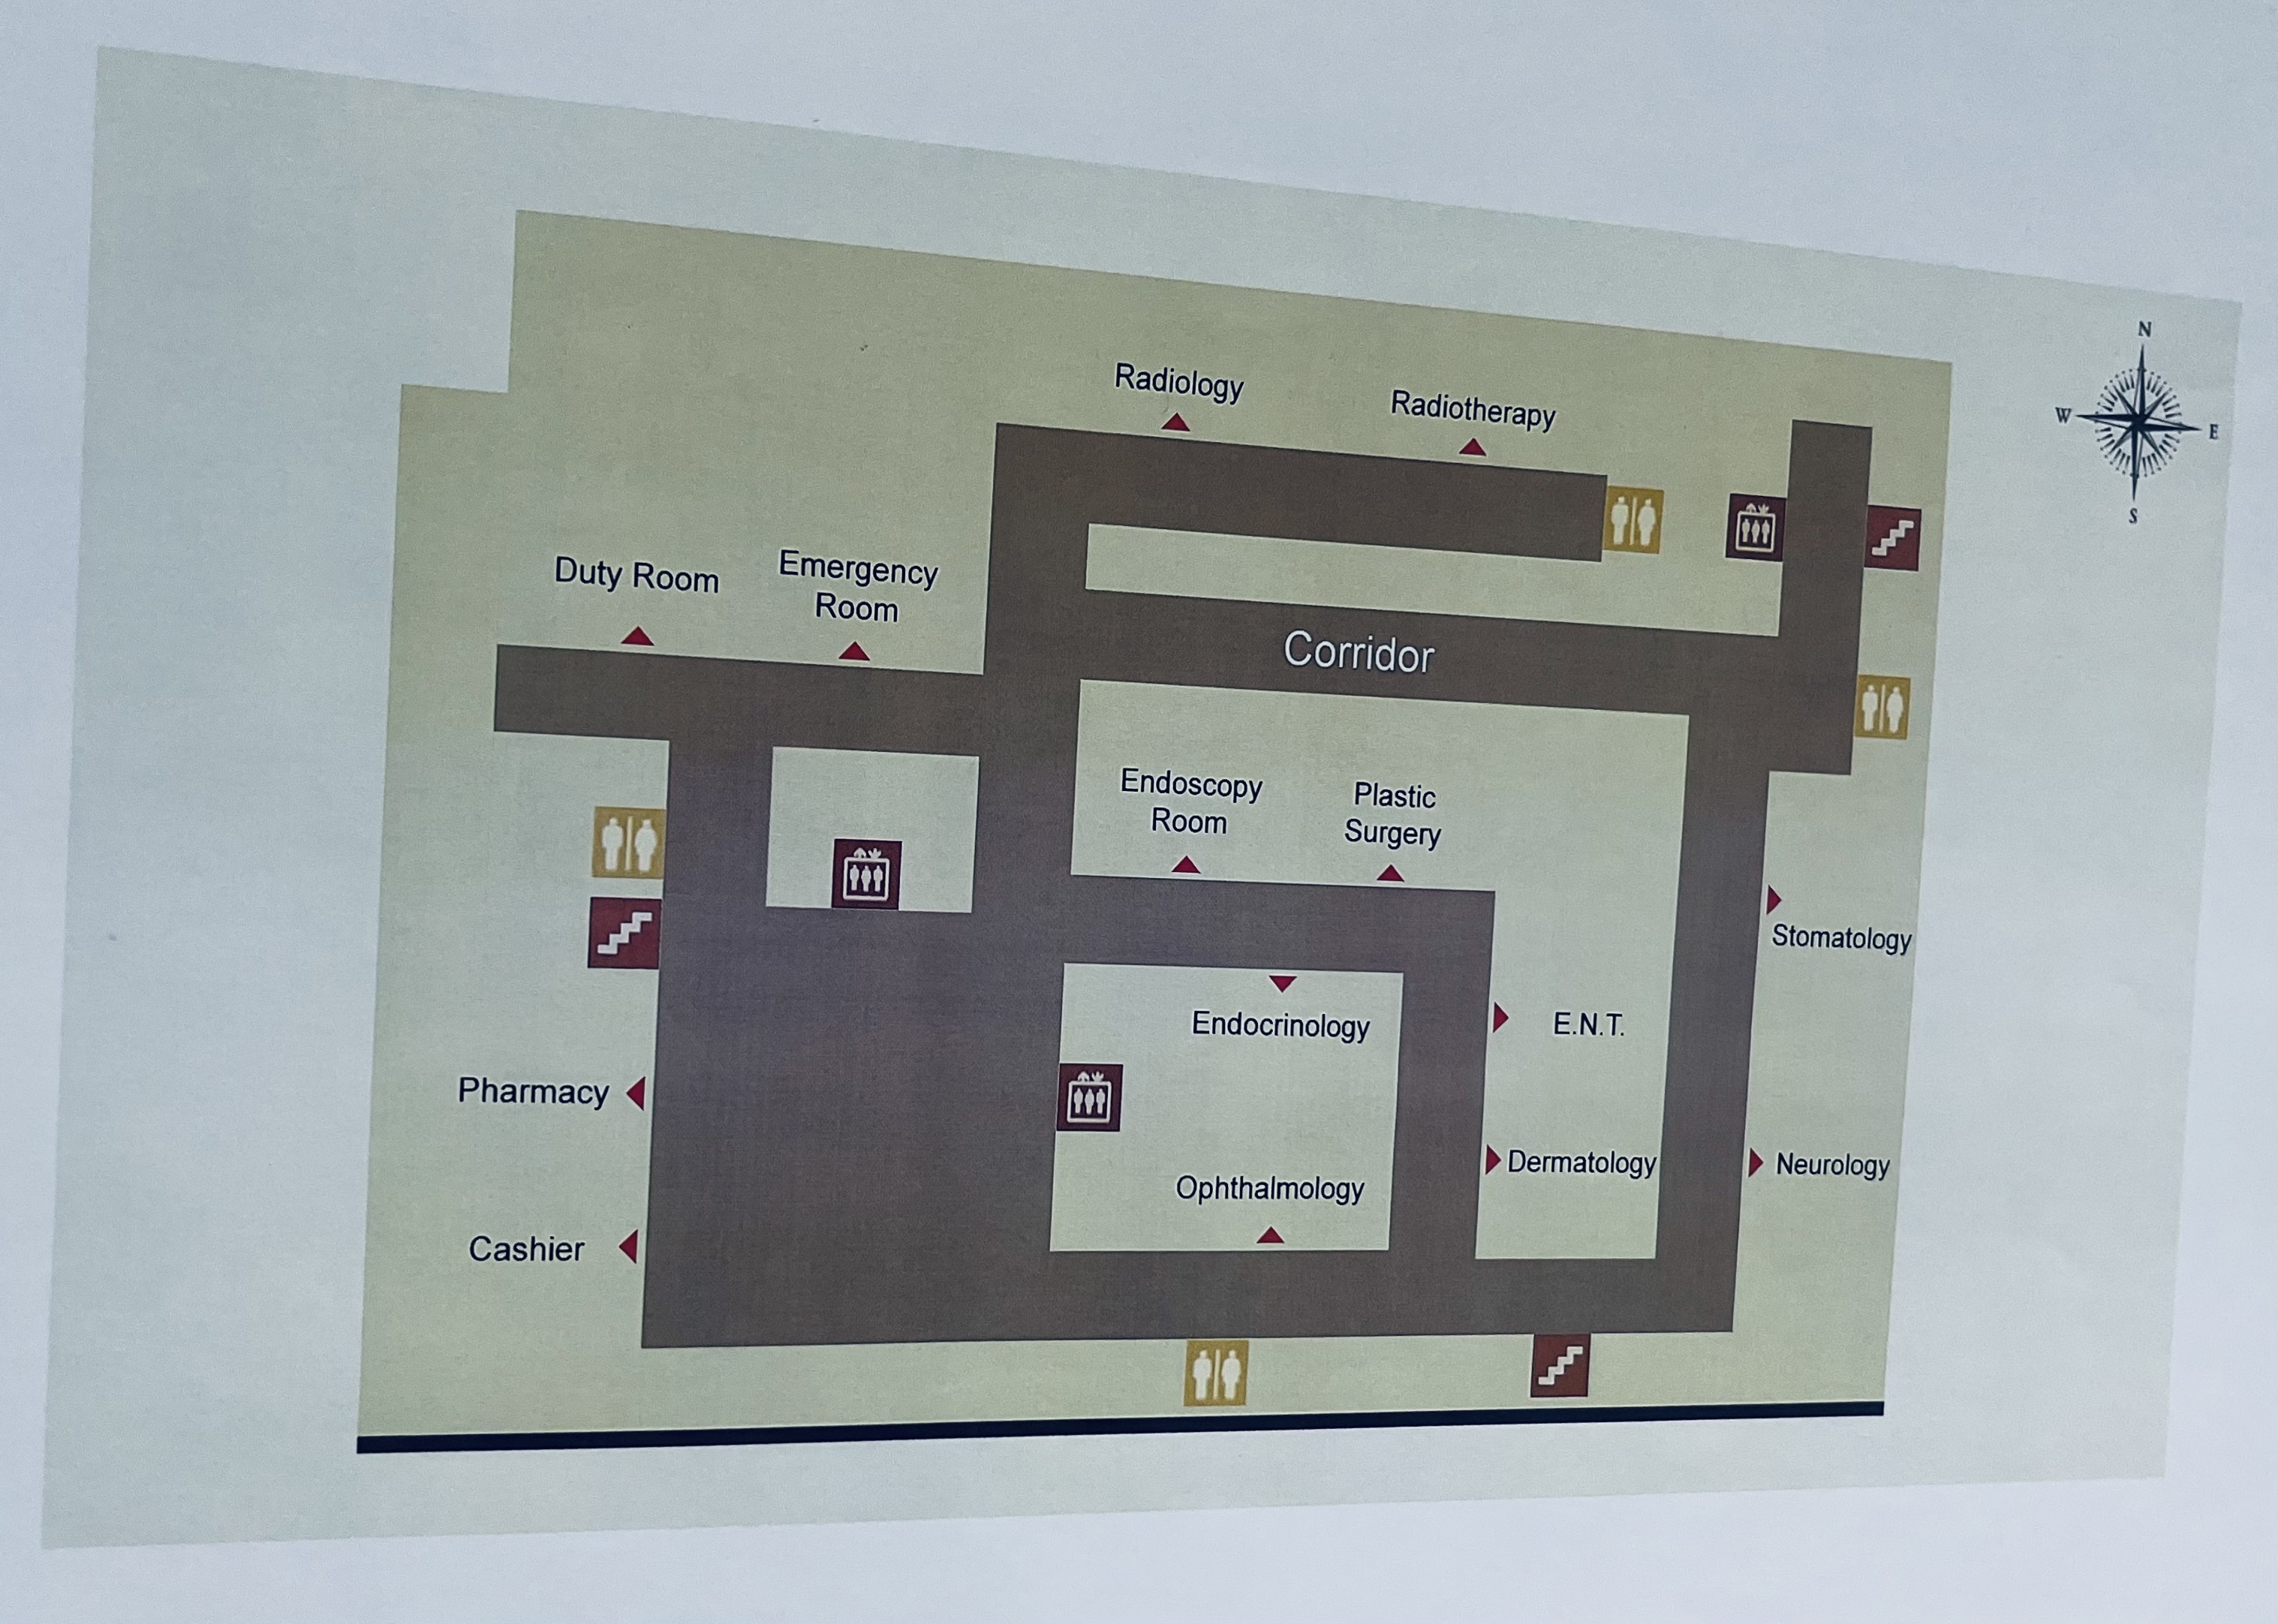 N
W
E
S
Radiology
Radiotherapy
Duty Room
Emergency
Room
Corridor
Endoscopy
Room
Plastic
Surgery
Stomatology
Endocrinology
E.N.T.
Pharmacy
Dermatology
Neurology
Ophthalmology
Cashier